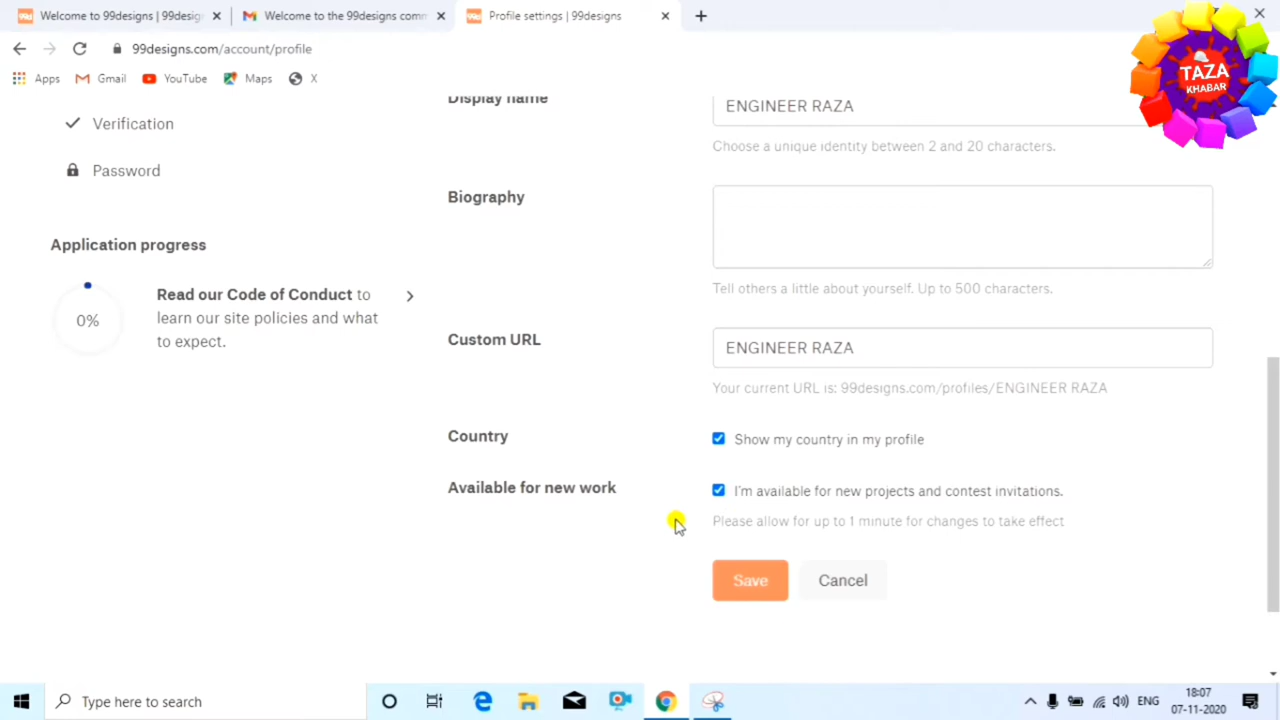 Welcome to 99designs | 99desig
Welcome to the 99designs comm
Profile settings | 99designs
99designs.com/account/profile
Apps
Gmail
YouTube
Maps
X
TAZA
KHABAR
Verification
Password
Application progress
0%
Read our Code of Conduct to
learn our site policies and what
to expect.
Display name
ENGINEER RAZA
Choose a unique identity between 2 and 20 characters.
Biography
Tell others a little about yourself. Up to 500 characters.
Custom URL
ENGINEER RAZA
Your current URL is: 99designs.com/profiles/ENGINEER RAZA
Country
Show my country in my profile
Available for new work
I'm available for new projects and contest invitations.
Please allow for up to 1 minute for changes to take effect
Save
Cancel
Type here to search
ENG
18:07
07-11-2020